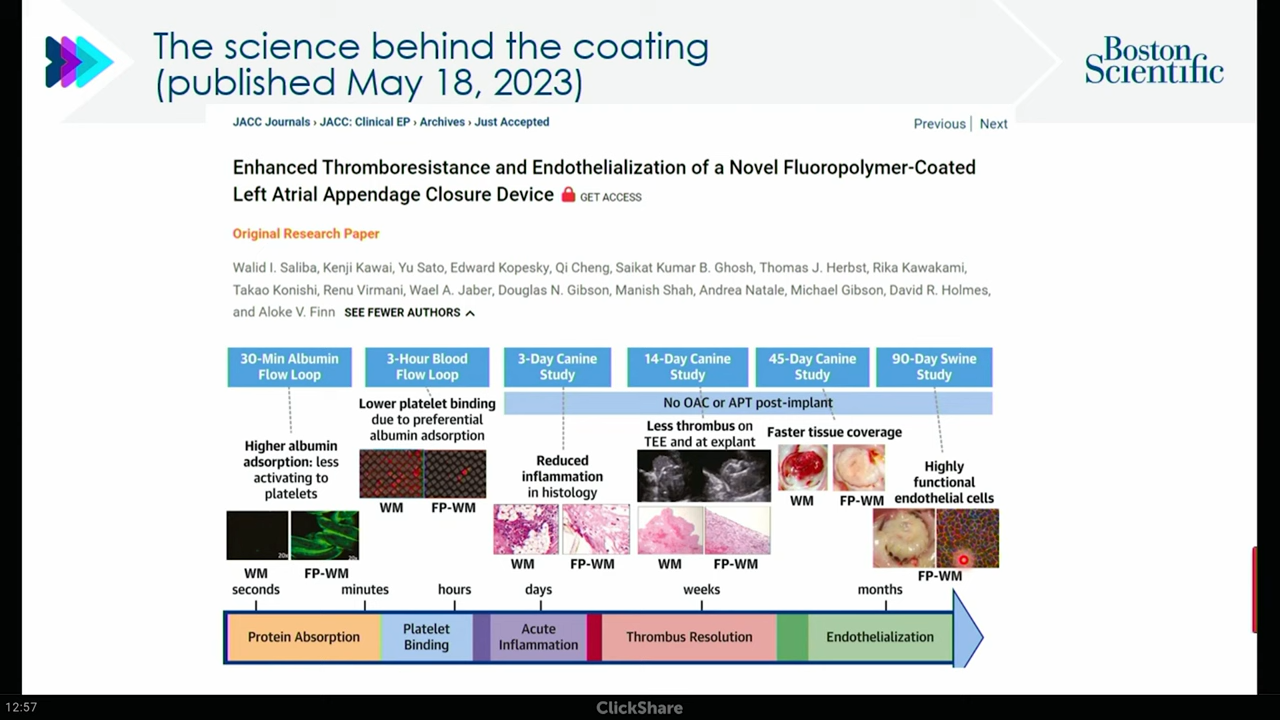 The science behind the coating
(published May 18, 2023)
Boston
Scientific
JACC Journals › JACC: Clinical EP › Archives › Just Accepted
Previous | Next
Enhanced Thromboresistance and Endothelialization of a Novel Fluoropolymer-Coated
Left Atrial Appendage Closure Device GET ACCESS
Original Research Paper
Walid I. Saliba, Kenji Kawai, Yu Sato, Edward Kopesky, Qi Cheng, Saikat Kumar B. Ghosh, Thomas J. Herbst, Rika Kawakami,
Takao Konishi, Renu Virmani, Wael A. Jaber, Douglas N. Gibson, Manish Shah, Andrea Natale, Michael Gibson, David R. Holmes,
and Aloke V. Finn SEE FEWER AUTHORS
30-Min Albumin
Flow Loop
3-Hour Blood
Flow Loop
3-Day Canine
Study
14-Day Canine
Study
45-Day Canine
Study
90-Day Swine
Study
No OAC or APT post-implant
Higher albumin
adsorption: less
activating to
platelets
20x
20x
WM
FP-WM
Lower platelet binding
due to preferential
albumin adsorption
WM
FP-WM
Reduced
inflammation
in histology
WM
FP-WM
Less thrombus on
TEE and at explant
WM
FP-WM
Faster tissue coverage
WM
FP-WM
Highly
functional
endothelial cells
FP-WM
seconds
minutes
hours
days
weeks
months
Protein Absorption
Platelet
Binding
Acute
Inflammation
Thrombus Resolution
Endothelialization
12:57
ClickShare